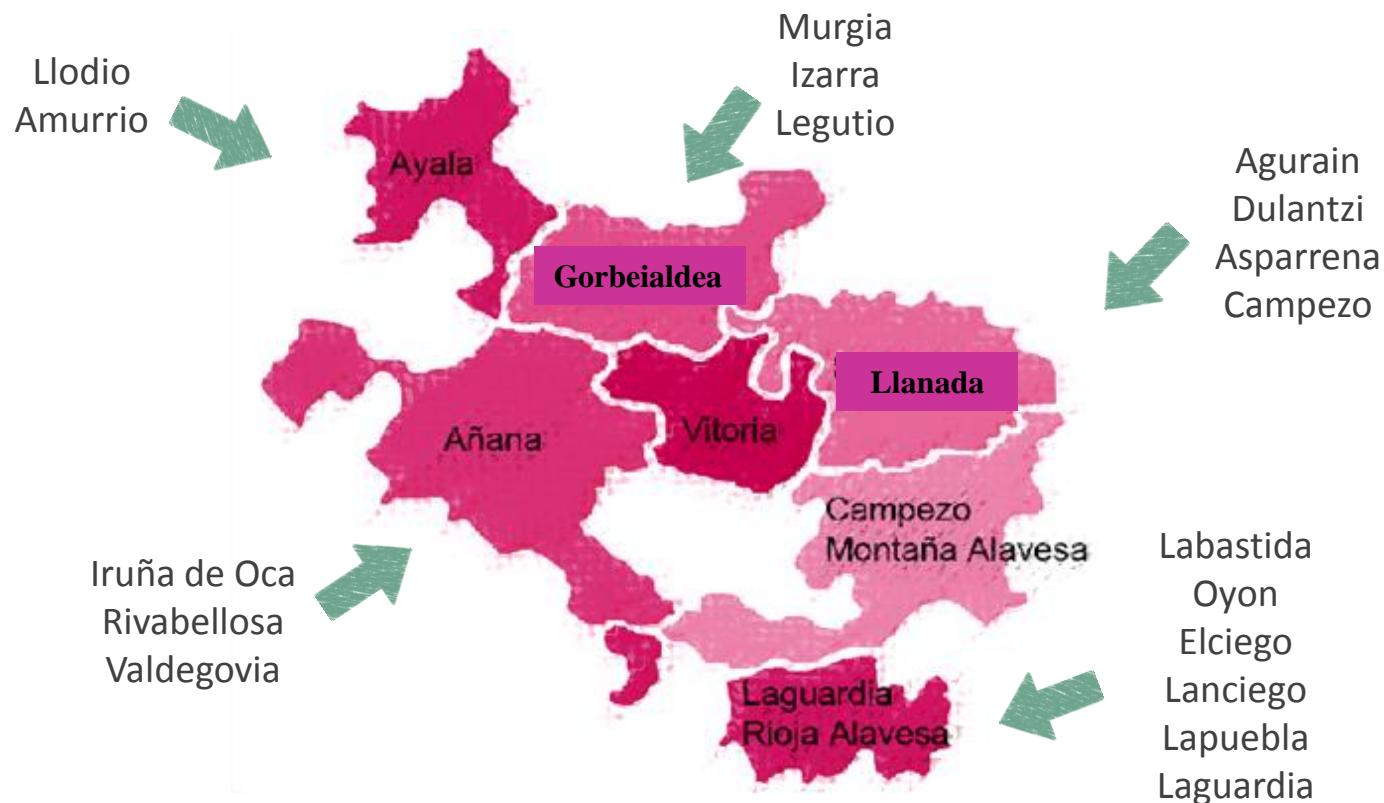 Murgia
Izarra
Legutio
Llodio
Amurrio
Ayala
Agurain
Dulantzi
Asparrena
Campezo
Gorbeialdea
Llanada
Añana
Vitoria
Campezo
Montaña Alavesa
Iruña de Oca
Rivabellosa
Valdegovia
Labastida
Oyon
Elciego
Lanciego
Lapuebla
Laguardia
Laguardia
Rioja Alavesa